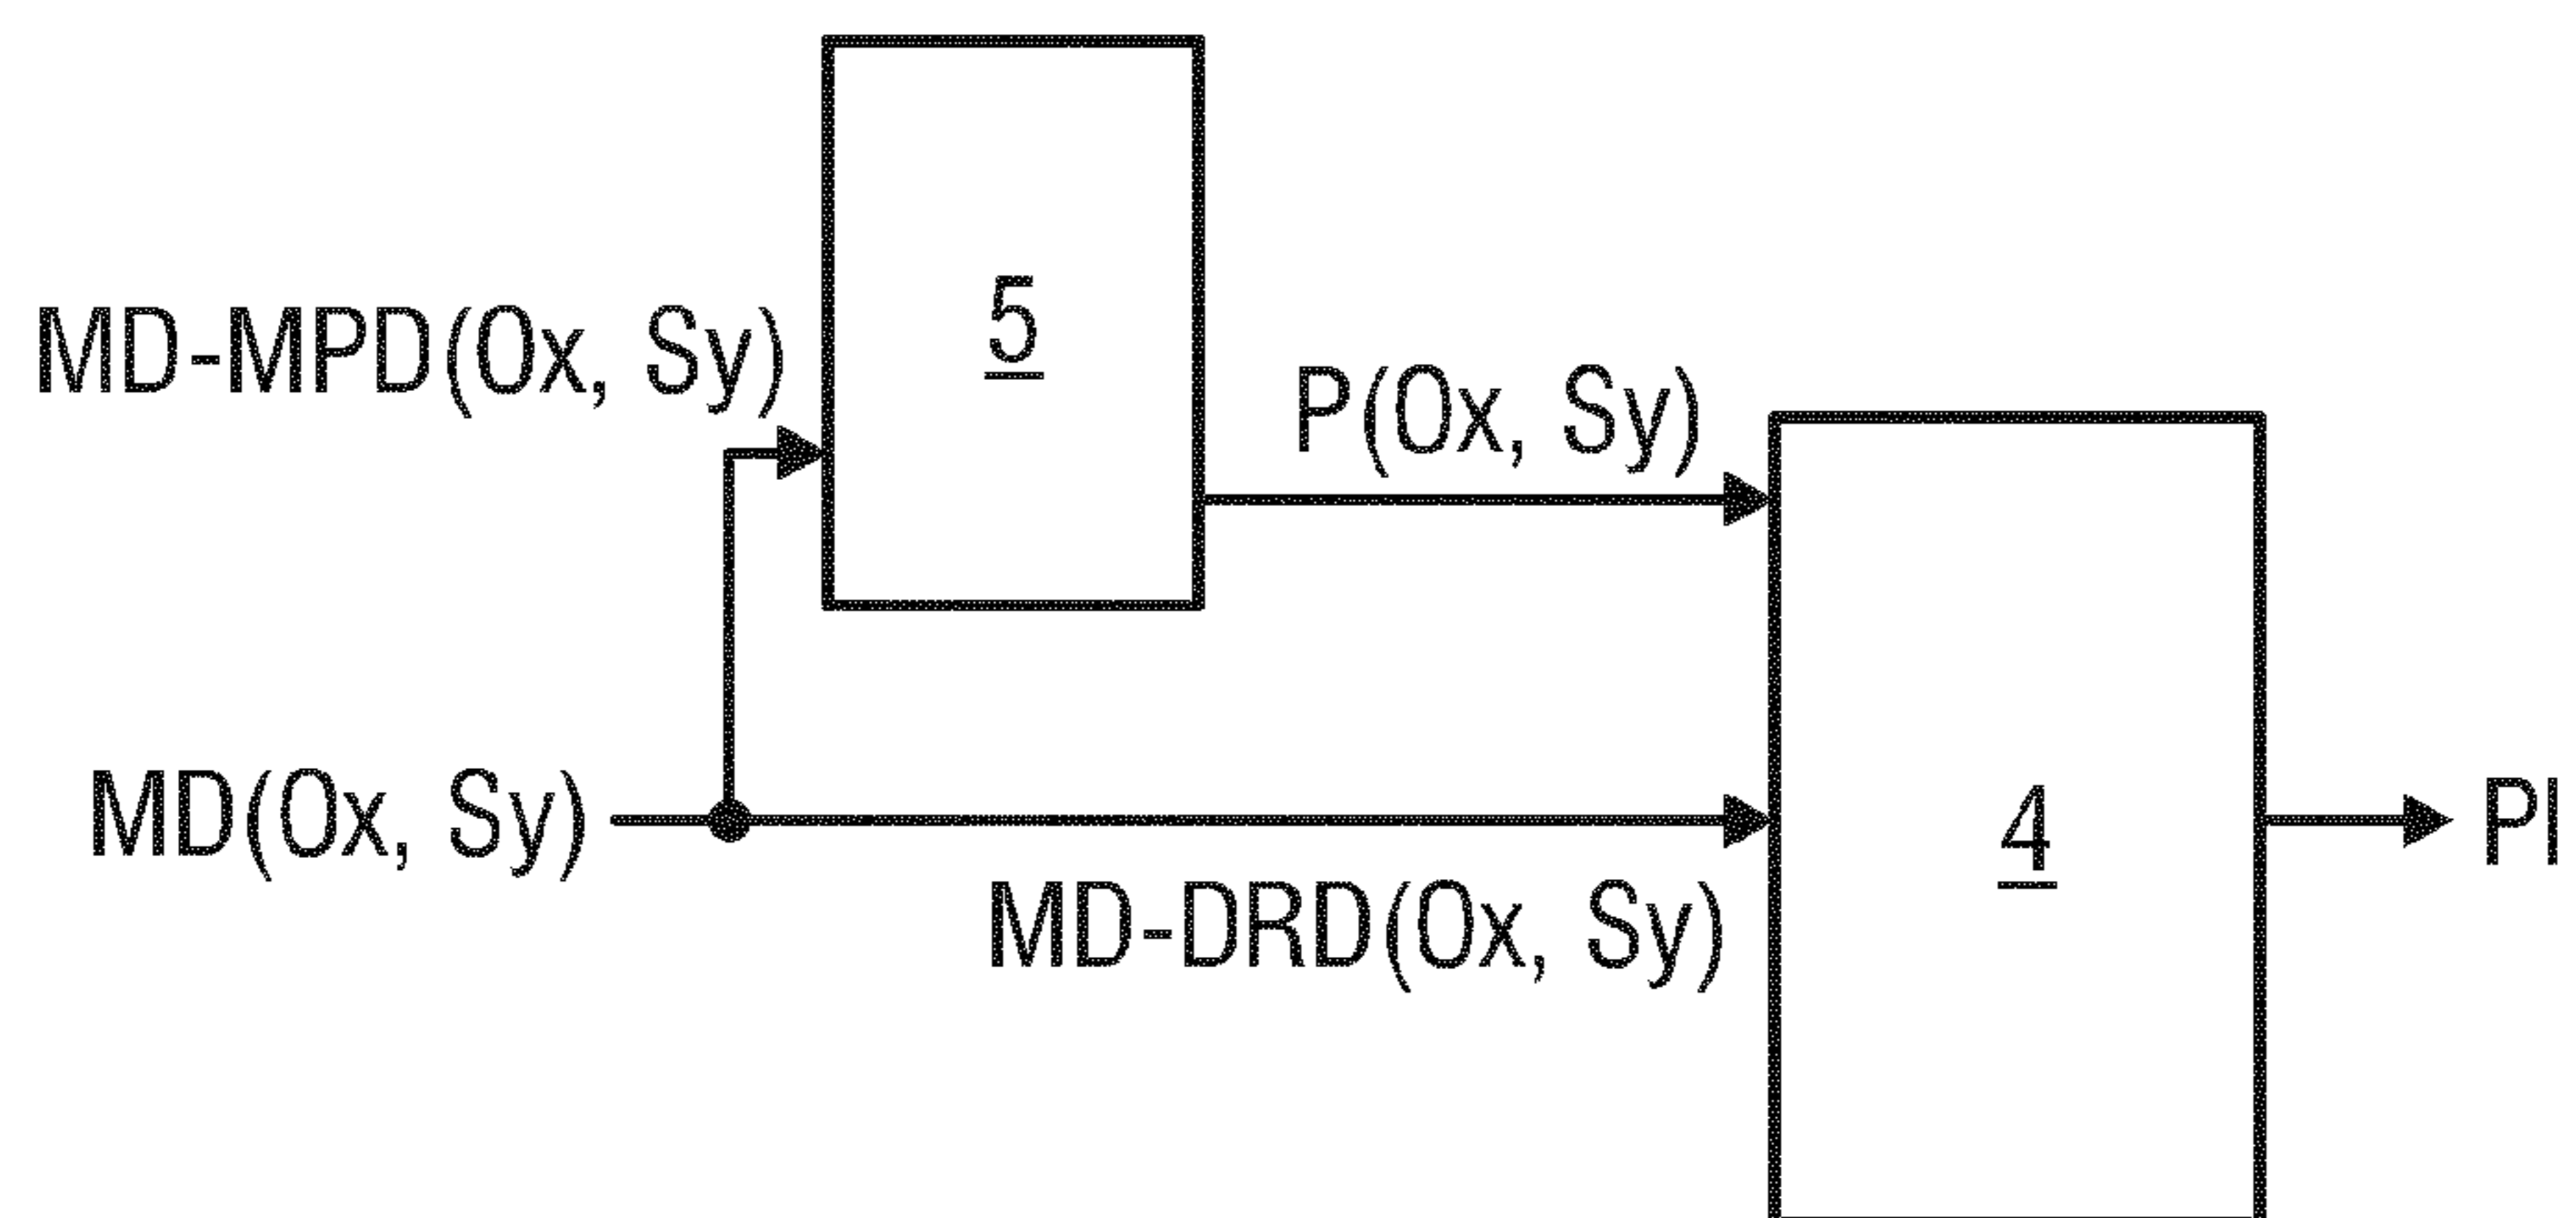 5
MD-MPD(Ox, Sy)
P(Ox, Sy)
MD(Ox, Sy)
4
PI
MD-DRD(Ox, Sy)